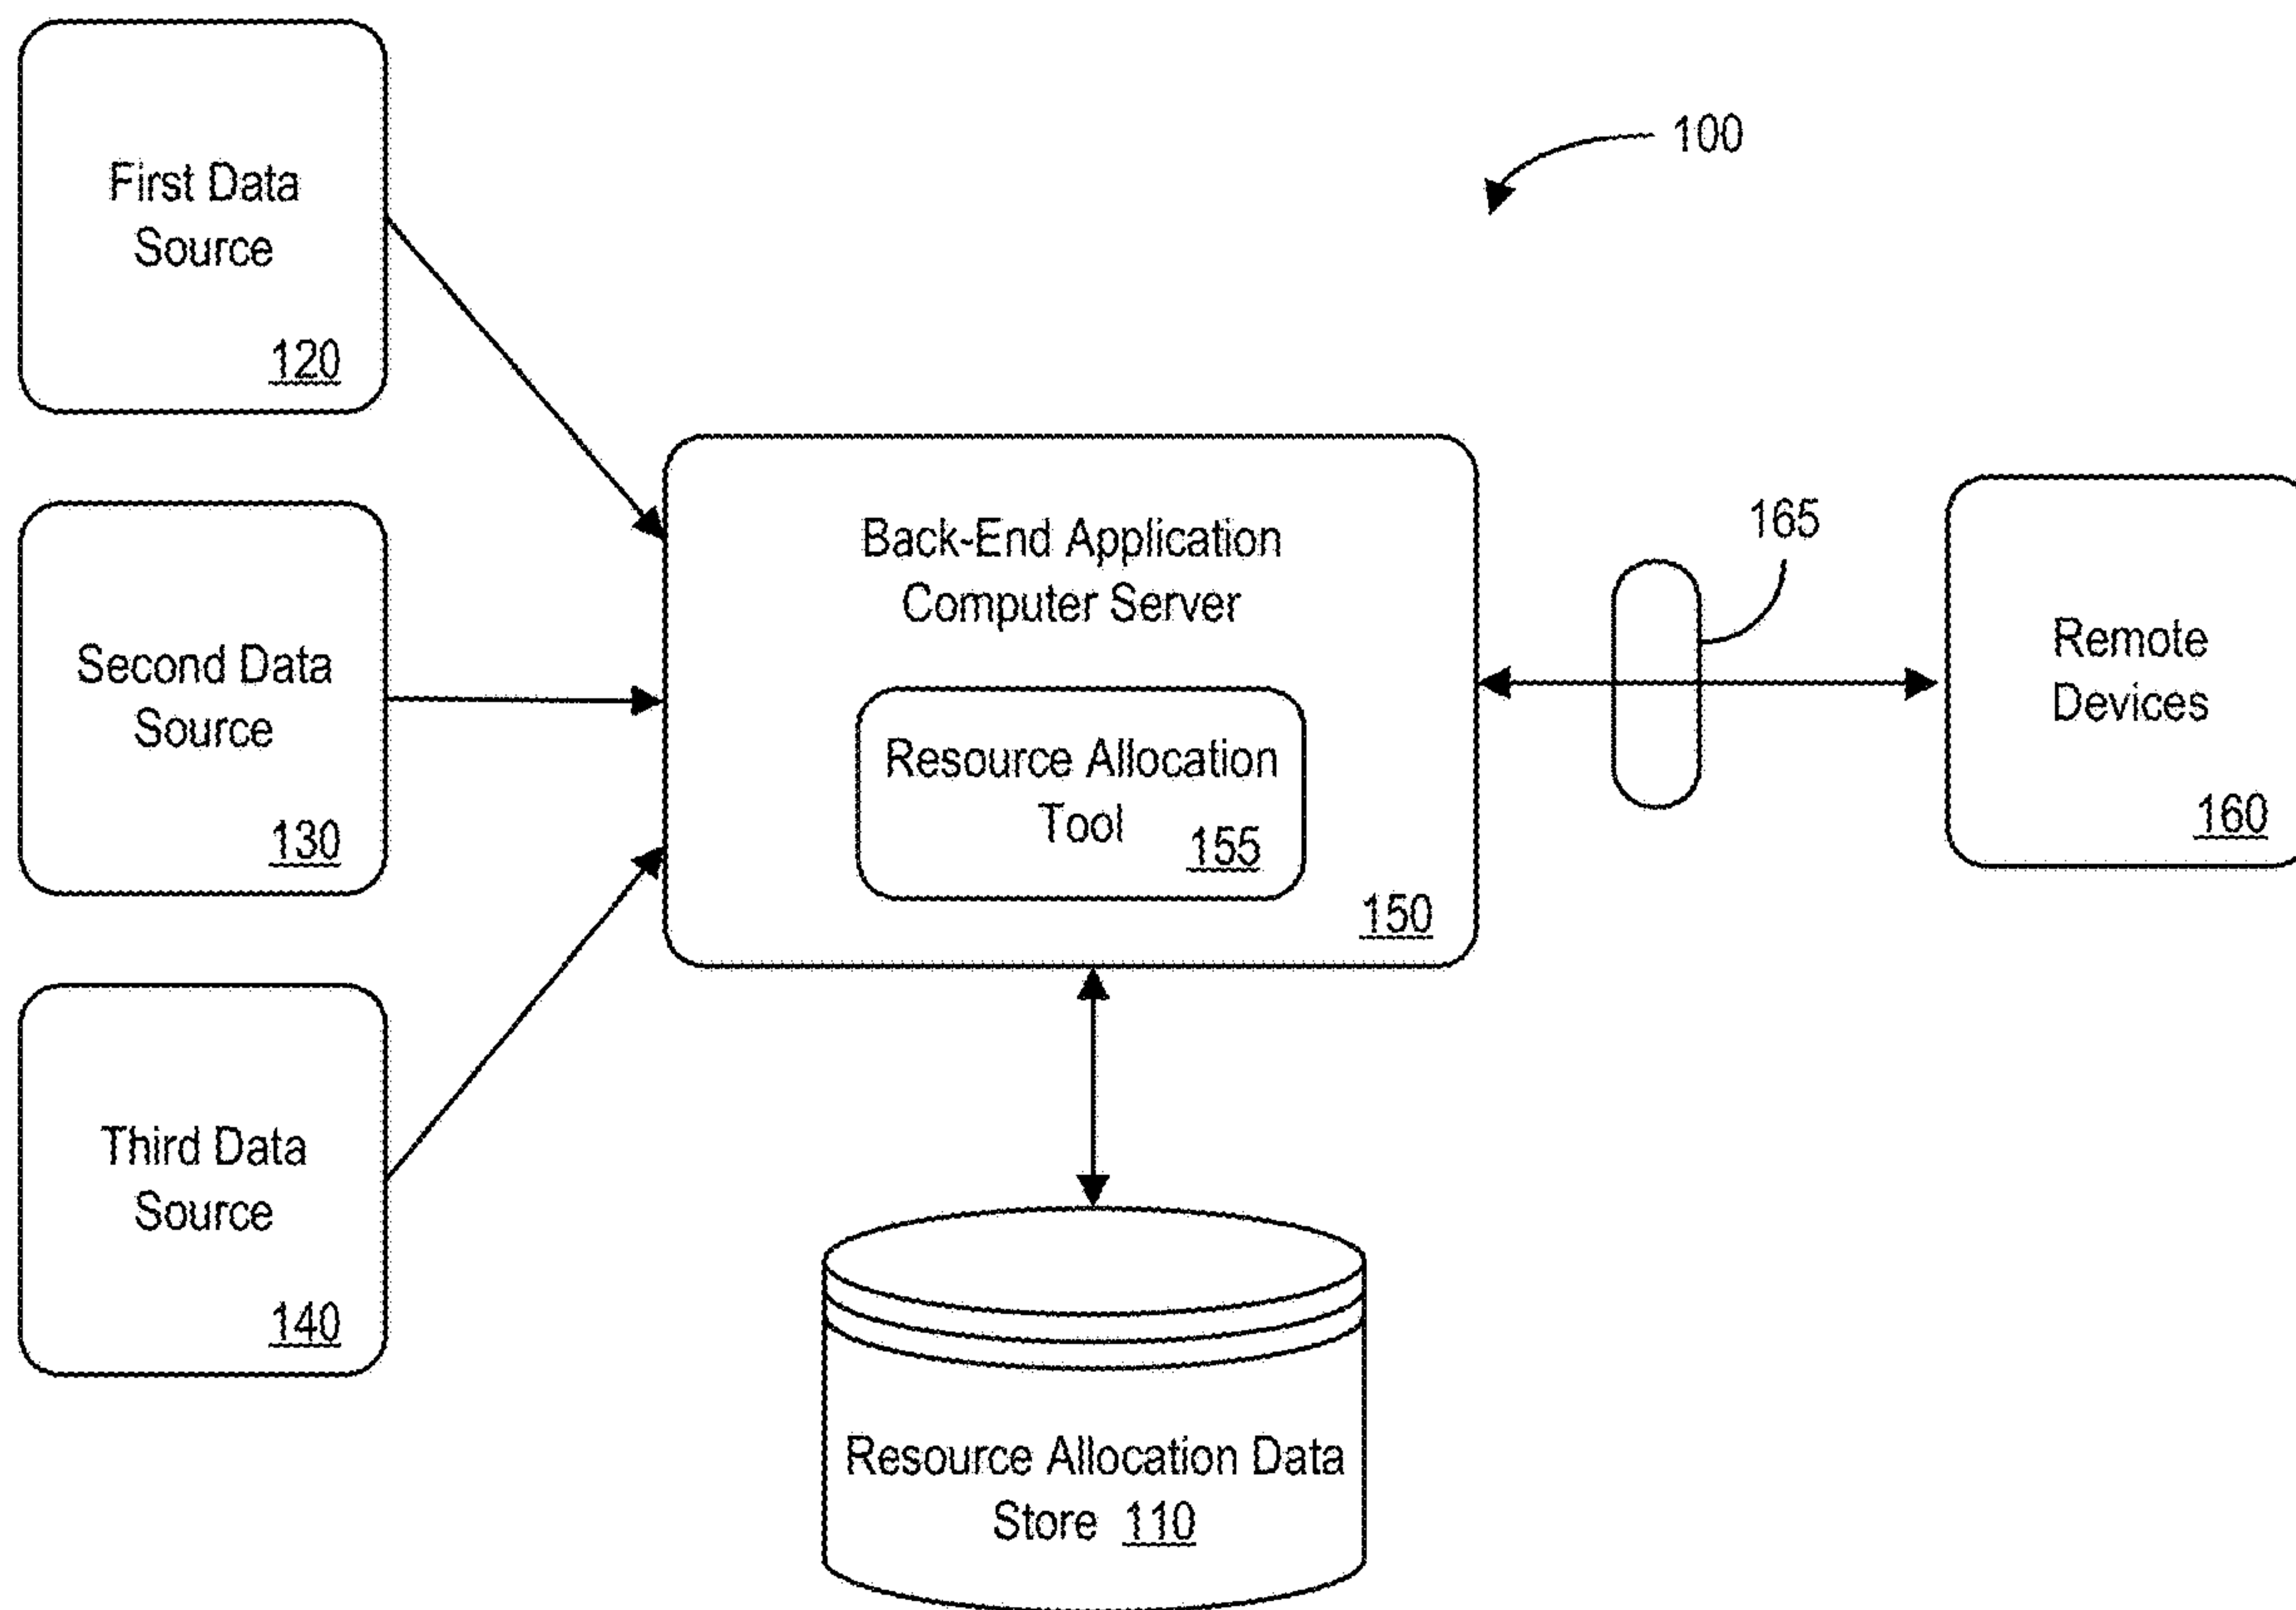 100
First Data
Source
120
Second Data
Source
130
Third Data
Source
140
Back-End Application
Computer Server
Resource Allocation
Tool 155
150
165
Remote
Devices
160
Resource Allocation Data
Store 110